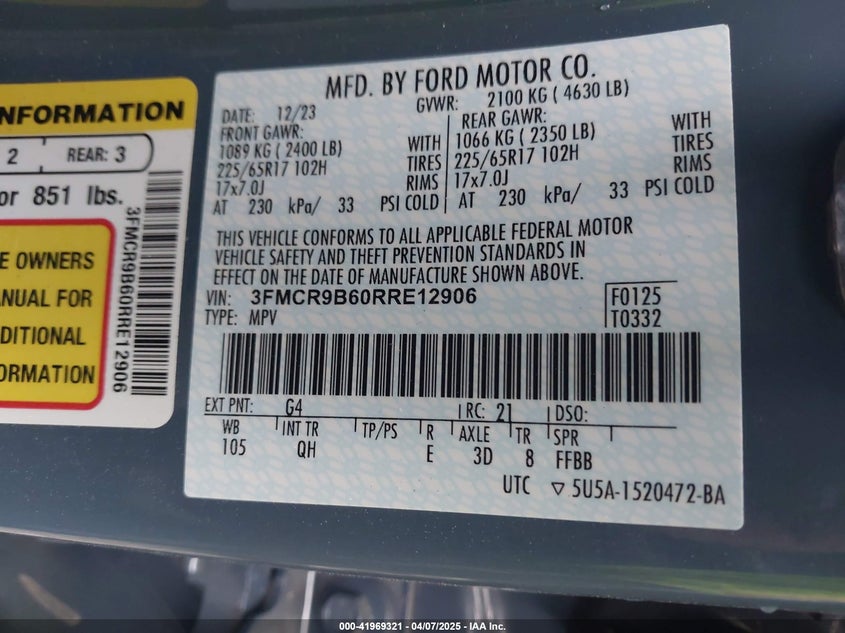 NFORMATION
2 REAR: 3
or 851 lbs.
E OWNERS
ANUAL FOR
DITIONAL
ORMATION
3FMCR9B60RRE12906
MFD. BY FORD MOTOR CO.
DATE: 12/23 GVWR: 2100 KG ( 4630 LB)
FRONT GAWR: REAR GAWR:
1089 KG ( 2400 LB) WITH 1066 KG ( 2350 LB) WITH
225/65R17 102H TIRES 225/65R17 102H TIRES
17x7.0J RIMS 17x7.0J RIMS
AT 230 kPa/ 33 PSI COLD AT 230 kPa/ 33 PSI COLD
THIS VEHICLE CONFORMS TO ALL APPLICABLE FEDERAL MOTOR
VEHICLE SAFETY AND THEFT PREVENTION STANDARDS IN
EFFECT ON THE DATE OF MANUFACTURE SHOWN ABOVE.
VIN: 3FMCR9B60RRE12906 F0125
TYPE: MPV T0332
EXT PNT: G4 RC: 21 DSO:
WB INT TR TP/PS R AXLE TR SPR
105 QH E 3D 8 FFBB
UTC ▽ 5U5A-1520472-BA
000-41969321 - 04/07/2025 - IAA Inc.